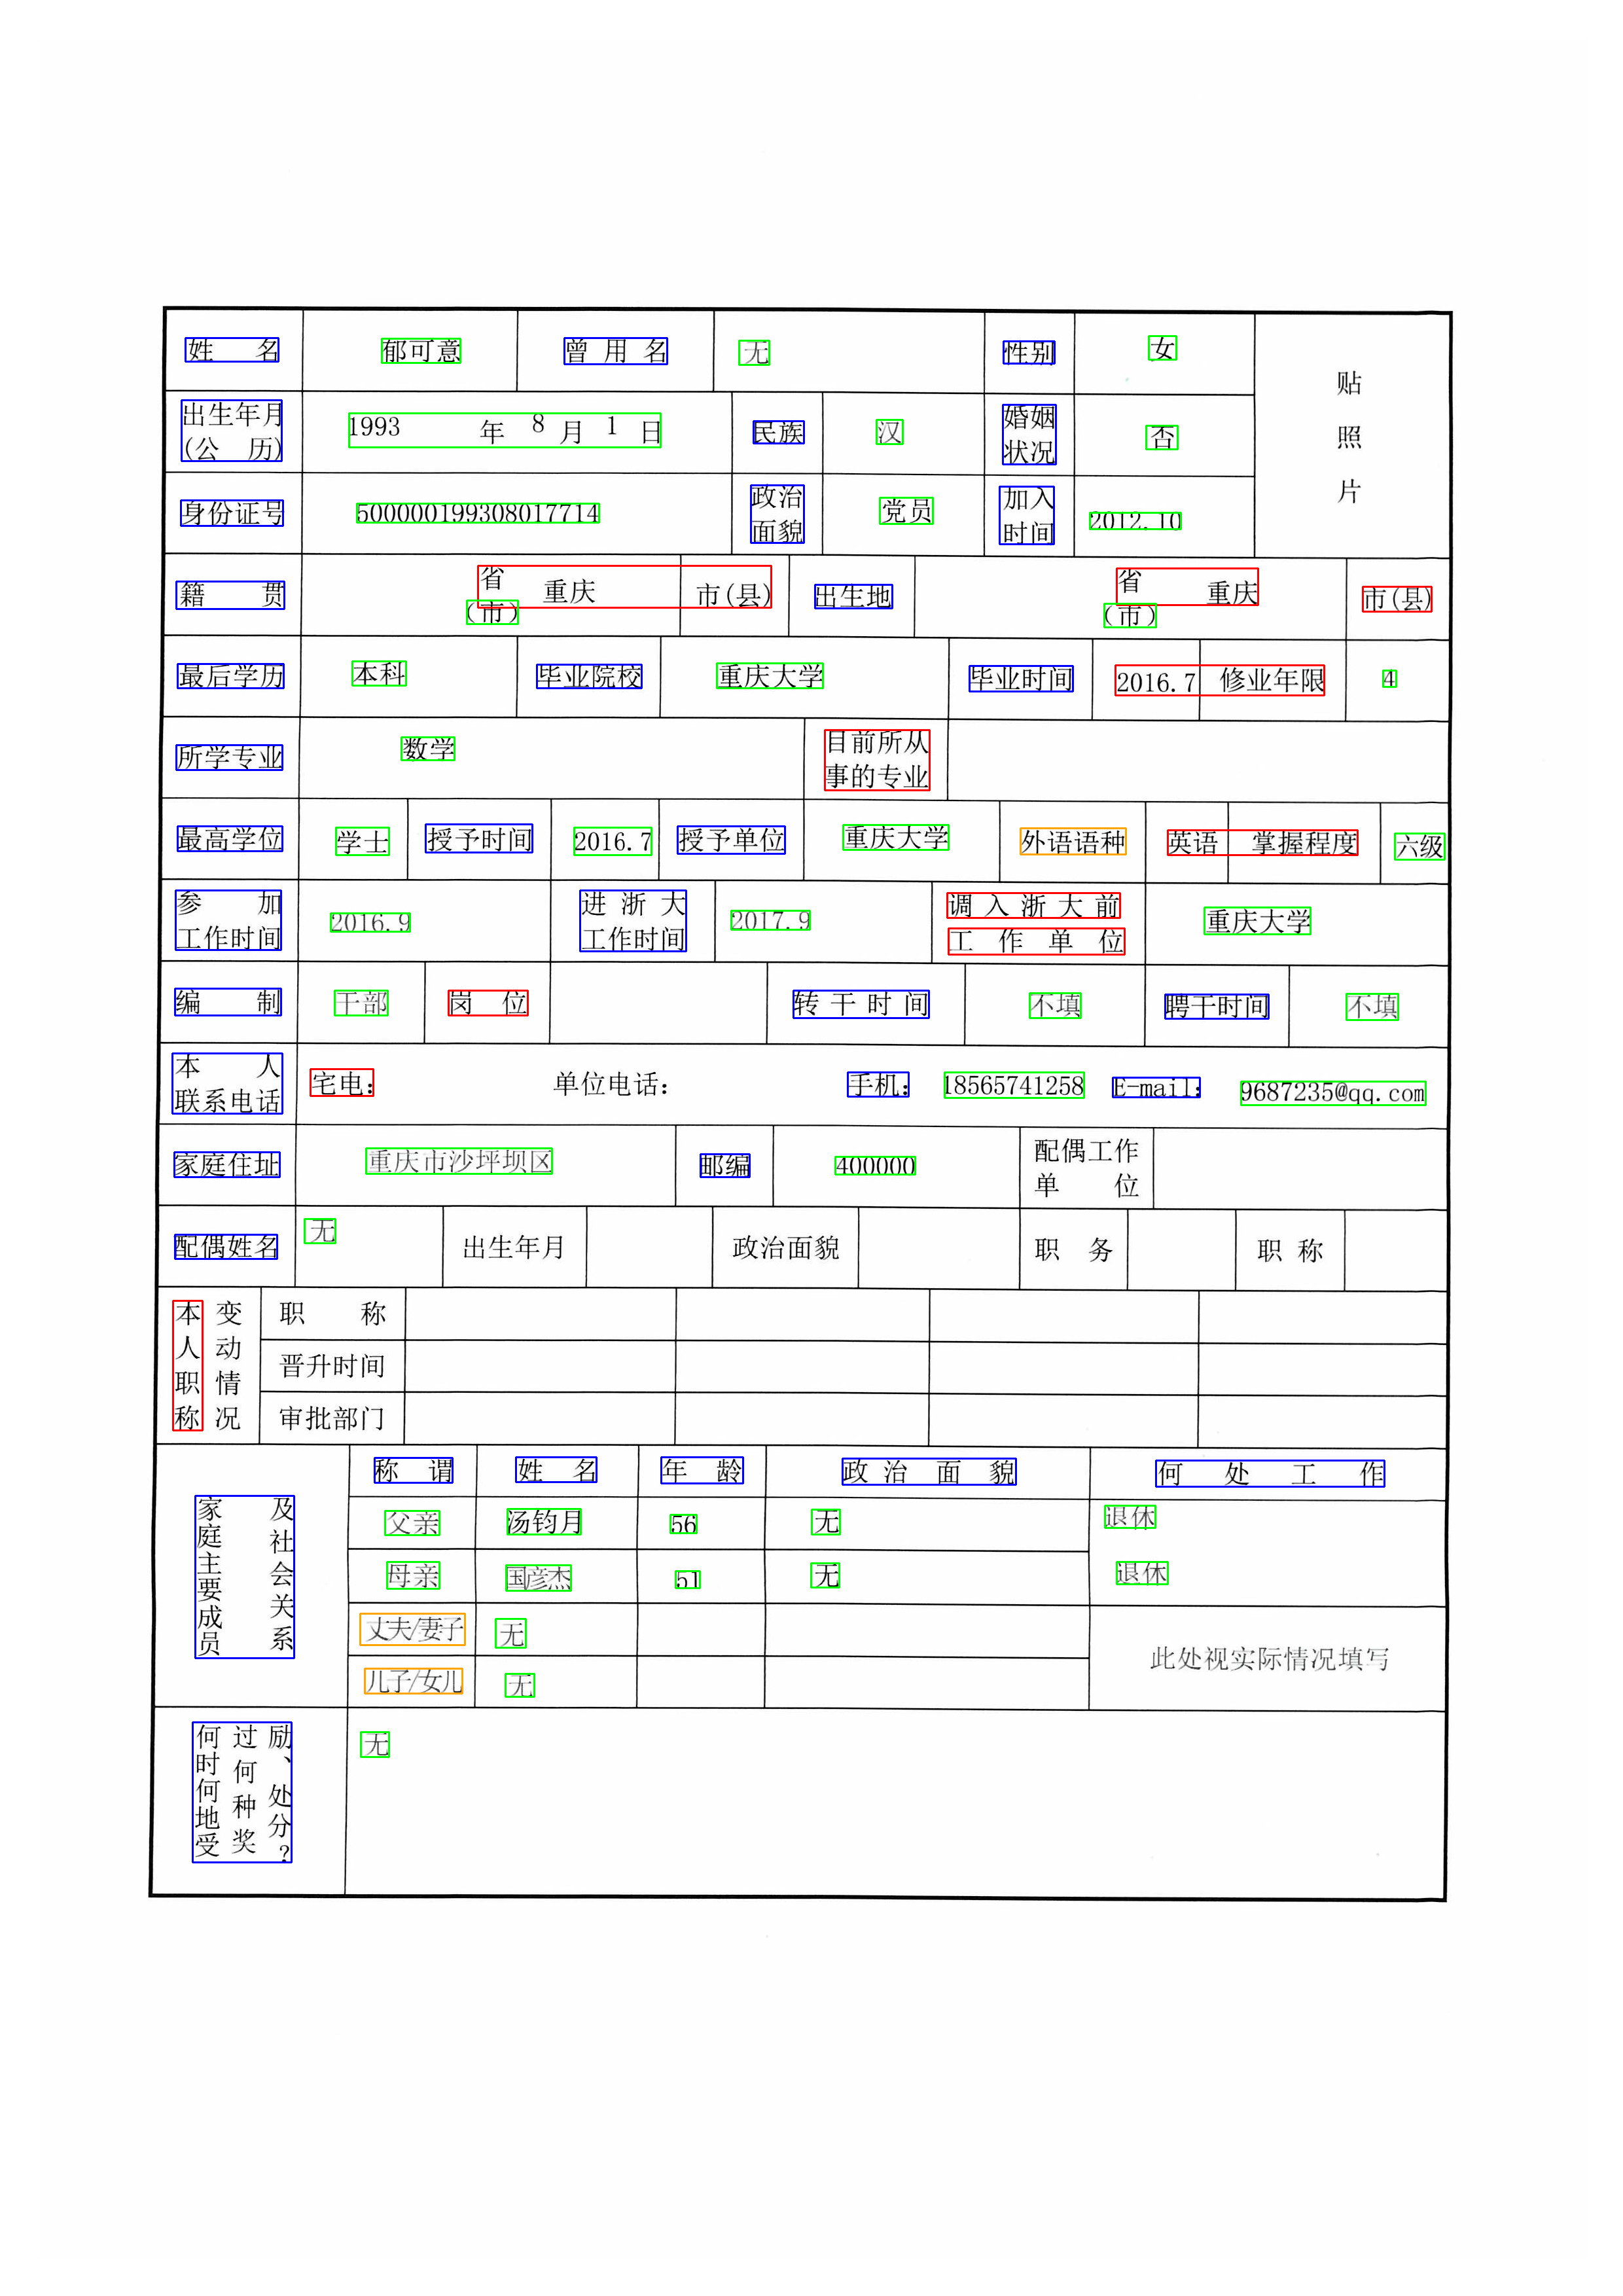 姓 名 郁可意 曾用名 无 性别 女
贴照片
出生年月(公 历) 1993 年 8 月 1 日 民族 汉 婚姻状况 否
身份证号 500000199308017714 政治面貌 党员 加入时间 2012.10
籍 贯 省(市) 重庆 市(县) 出生地 省(市) 重庆 市(县)
最后学历 本科 毕业院校 重庆大学 毕业时间 2016.7 修业年限 4
所学专业 数学 目前所从事的专业
最高学位 学士 授予时间 2016.7 授予单位 重庆大学 外语语种 英语 掌握程度 六级
参 加工作时间 2016.9 进浙大工作时间 2017.9 调入浙大前工作单位 重庆大学
编 制 干部 岗 位 转干时间 不填 聘干时间 不填
本 人联系电话 宅电: 单位电话: 手机: 18565741258 E-mail: 9687235@qq.com
家庭住址 重庆市沙坪坝区 邮编 400000 配偶工作单 位
配偶姓名 无 出生年月 政治面貌 职 务 职 称
本人职称变动情况 职 称
晋升时间
审批部门
家庭主要成员及社会关系 称 谓 姓 名 年 龄 政治面貌 何处工作
父亲 汤钧月 56 无 退休
母亲 国彦杰 51 无 退休
丈夫/妻子 无
此处视实际情况填写
儿子/女儿 无
何时何地受过何种奖励、处分? 无